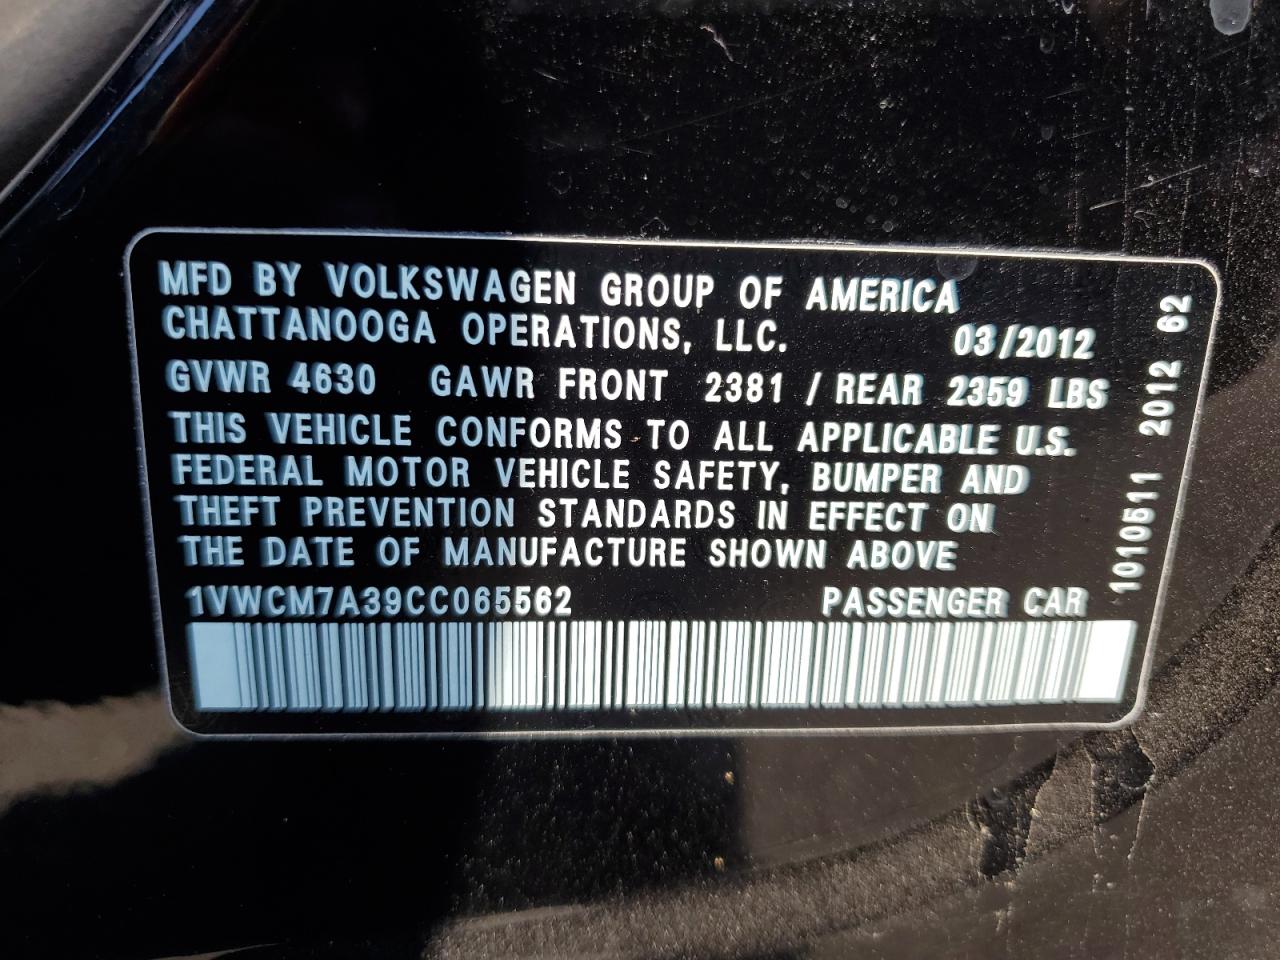 MFD BY VOLKSWAGEN GROUP OF AMERICA
CHATTANOOGA OPERATIONS, LLC. 03/2012
GVWR 4630 GAWR FRONT 2381 / REAR 2359 LBS
THIS VEHICLE CONFORMS TO ALL APPLICABLE U.S.
FEDERAL MOTOR VEHICLE SAFETY, BUMPER AND
THEFT PREVENTION STANDARDS IN EFFECT ON
THE DATE OF MANUFACTURE SHOWN ABOVE
1VWCM7A39CC065562 PASSENGER CAR
1010511 2012 62